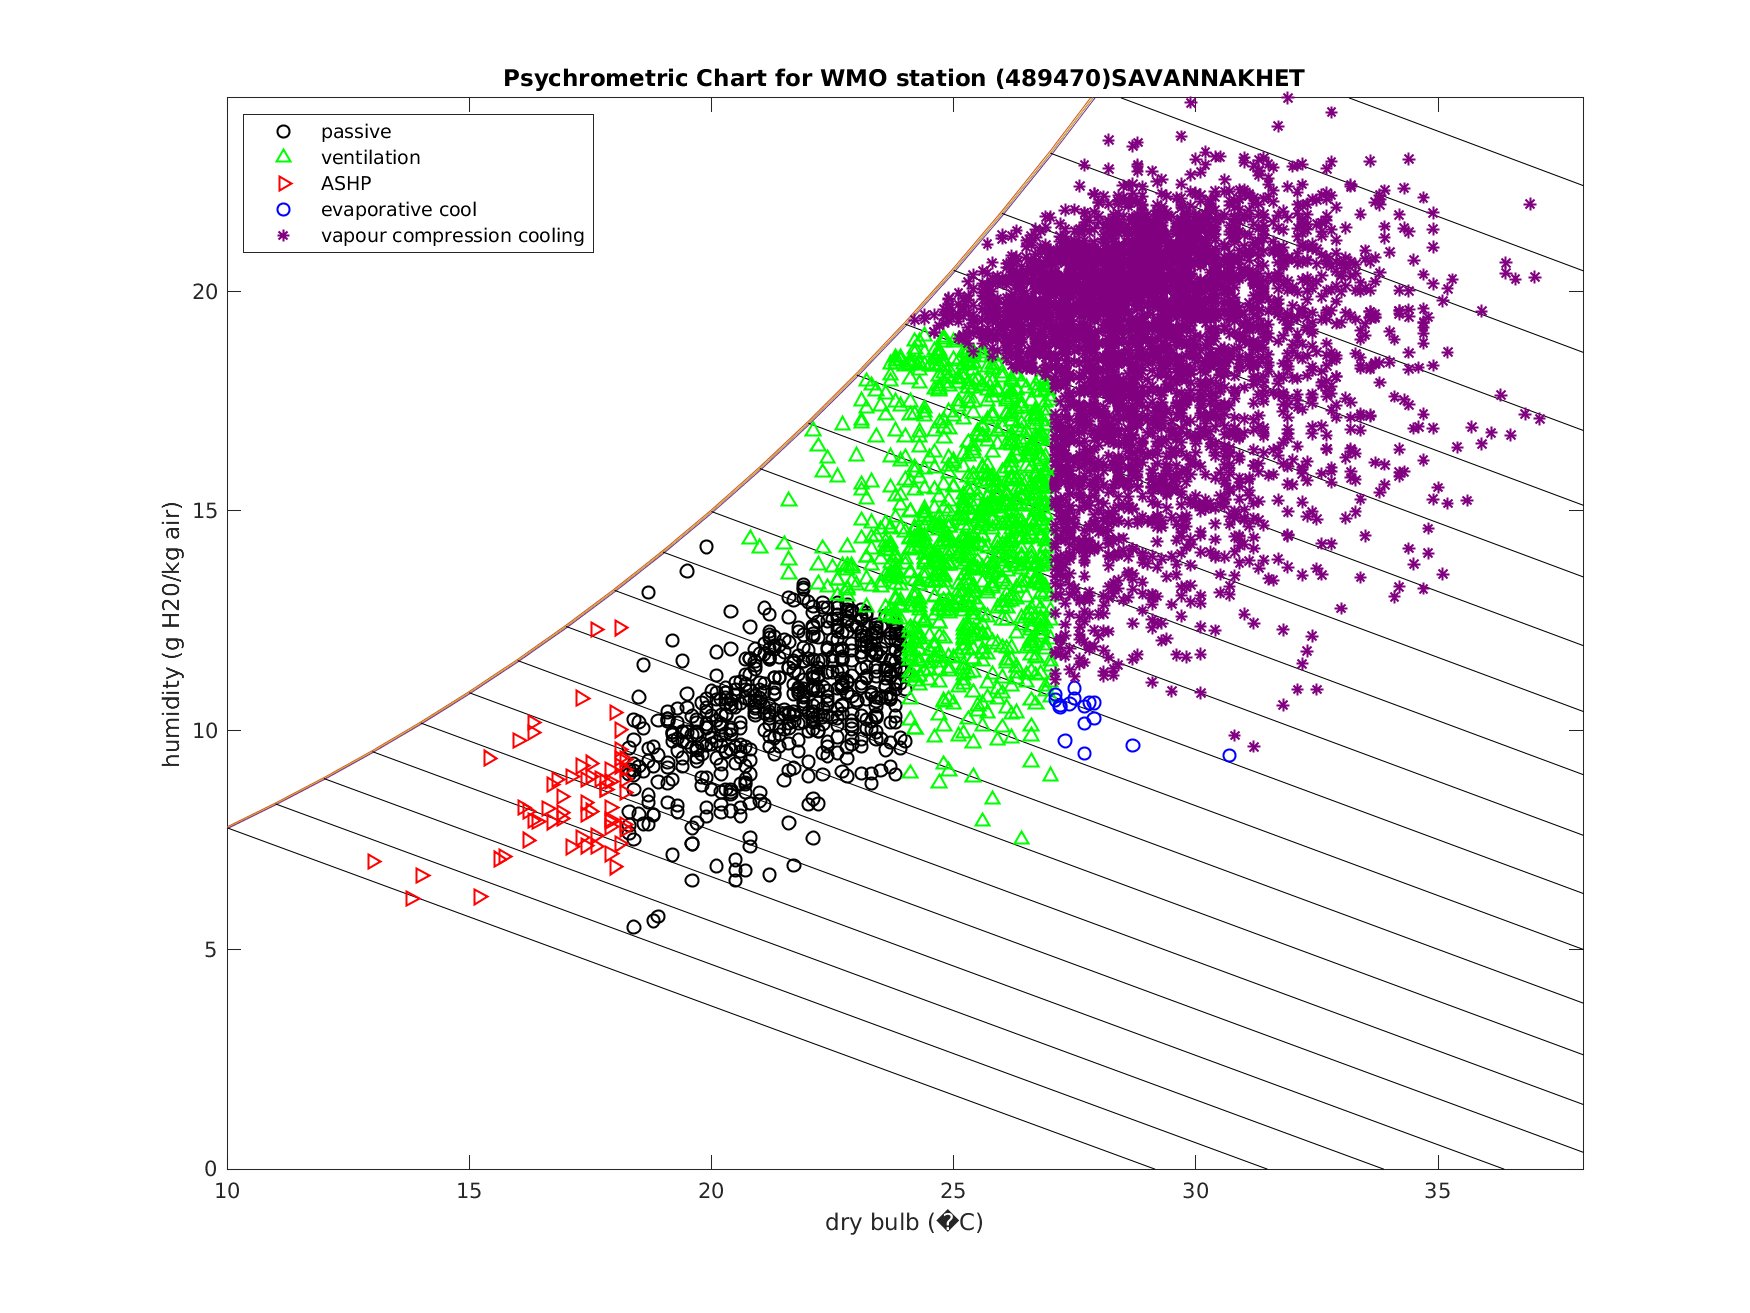 Psychrometric Chart for WMO station (489470)SAVANNAKHET
passive
ventilation
ASHP
evaporative cool
vapour compression cooling
humidity (g H20/kg air)
20
15
10
5
0
10 15 20 25 30 35
dry bulb (�C)